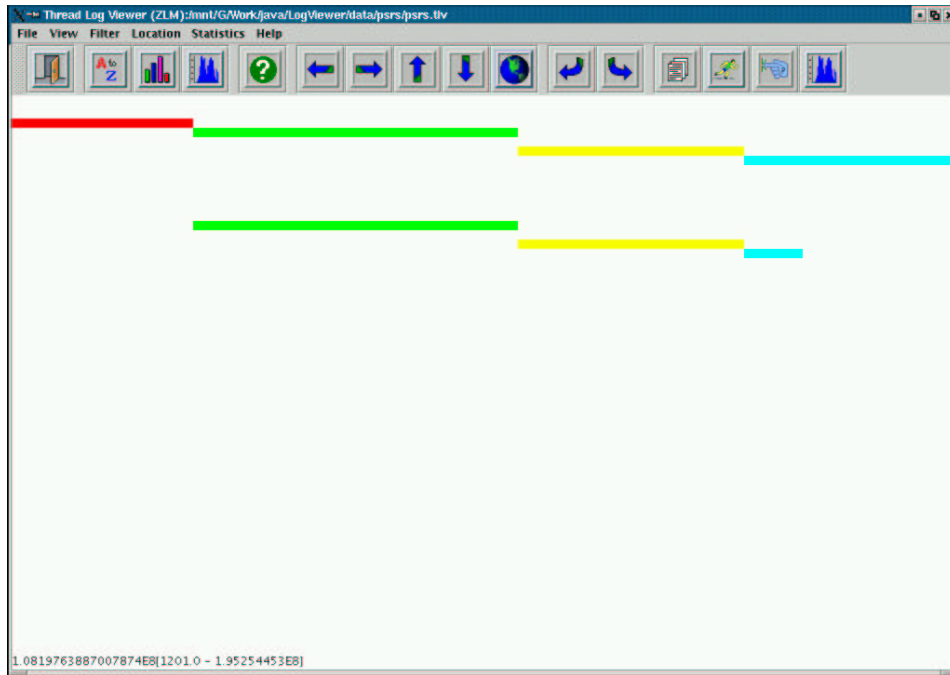 Thread Log Viewer (ZLM):/mnt/G/Work/java/LogViewer/data/psrs/psrs.tlv
File View Filter Location Statistics Help
A to Z ?
1.0819763887007874E8[1201.0 - 1.95254453E8]